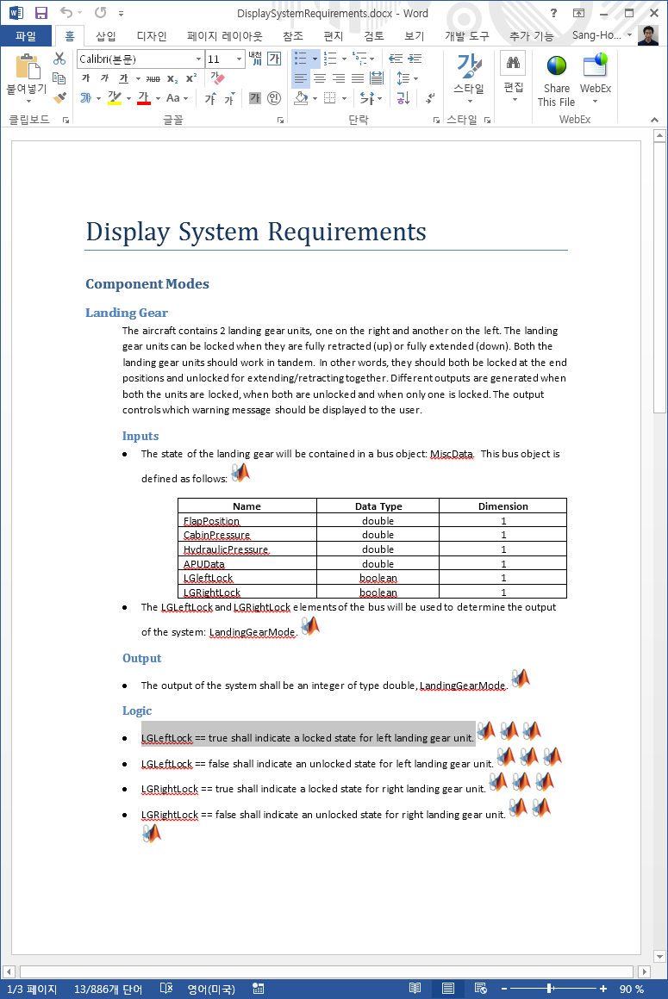 DisplaySystemRequirements.docx - Word
?
파일 홈 삽입 디자인 페이지 레이아웃 참조 편지 검토 보기 개발 도구 추가 기능 Sang-Ho...
붙여넣기
Calibri(본문) 11
가 가 가 abc x₂ x²
가 가 Aa 가 가 가
스타일
편집
Share This File
WebEx
클립보드 글꼴 단락 스타일 WebEx
Display System Requirements
Component Modes
Landing Gear
The aircraft contains 2 landing gear units, one on the right and another on the left. The landing
gear units can be locked when they are fully retracted (up) or fully extended (down). Both the
landing gear units should work in tandem. In other words, they should both be locked at the end
positions and unlocked for extending/retracting together. Different outputs are generated when
both the units are locked, when both are unlocked and when only one is locked. The output
controls which warning message should be displayed to the user.
Inputs
• The state of the landing gear will be contained in a bus object: MiscData. This bus object is
defined as follows:
Name Data Type Dimension
FlapPosition double 1
CabinPressure double 1
HydraulicPressure double 1
APUData double 1
LGleftLock boolean 1
LGRightLock boolean 1
• The LGLeftLock and LGRightLock elements of the bus will be used to determine the output
of the system: LandingGearMode.
Output
• The output of the system shall be an integer of type double, LandingGearMode.
Logic
• LGLeftLock == true shall indicate a locked state for left landing gear unit.
• LGLeftLock == false shall indicate an unlocked state for left landing gear unit.
• LGRightLock == true shall indicate a locked state for right landing gear unit.
• LGRightLock == false shall indicate an unlocked state for right landing gear unit.
1/3 페이지 13/886개 단어 영어(미국) 90 %